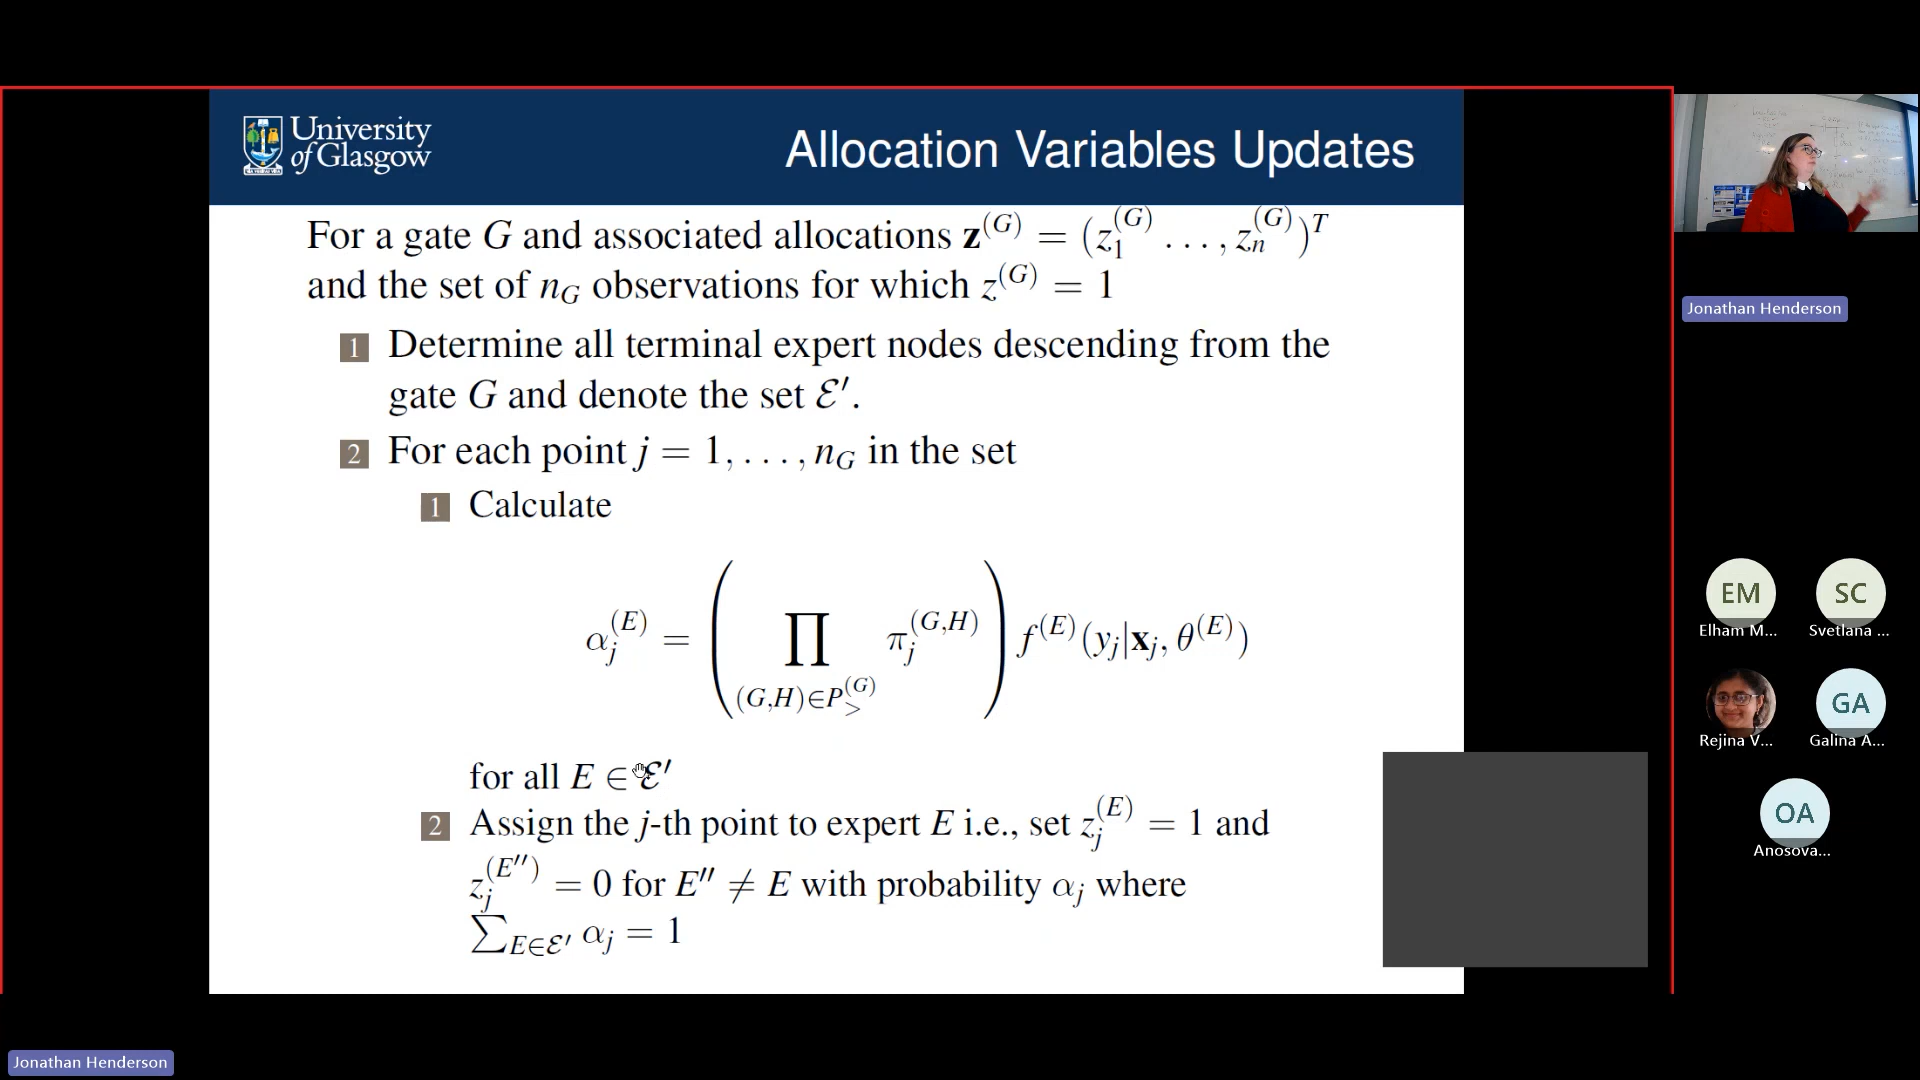 University
of Glasgow
Allocation Variables Updates
For a gate G and associated allocations 𝐳^(G) = (z_1^(G) . . . , z_n^(G))^T
and the set of n_G observations for which z^(G) = 1
1 Determine all terminal expert nodes descending from the
gate G and denote the set ℰ′.
2 For each point j = 1, . . . , n_G in the set
1 Calculate
α_j^(E) = ( ∏_{(G,H)∈P_>^(G)} π_j^(G,H) ) f^(E)(y_j|𝐱_j, θ^(E))
for all E ∈ ℰ′
2 Assign the j-th point to expert E i.e., set z_j^(E) = 1 and
z_j^(E′′) = 0 for E′′ ≠ E with probability α_j where
∑_{E∈ℰ′} α_j = 1
Jonathan Henderson
EM
SC
Elham M...
Svetlana ...
GA
Rejina V...
Galina A...
OA
Anosova...
Jonathan Henderson